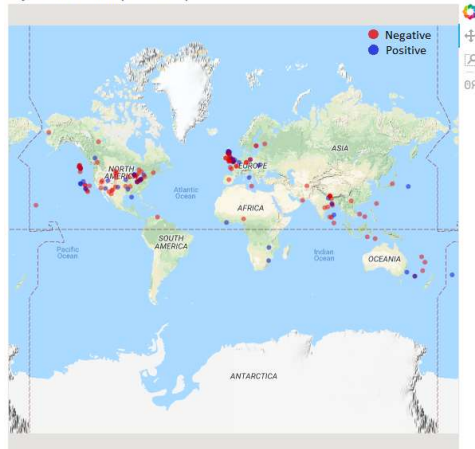 Negative
Positive
ASIA
NORTH
AMERICA
EUROPE
Atlantic
Ocean
AFRICA
Pacific
Ocean
SOUTH
AMERICA
Indian
Ocean
OCEANIA
ANTARCTICA